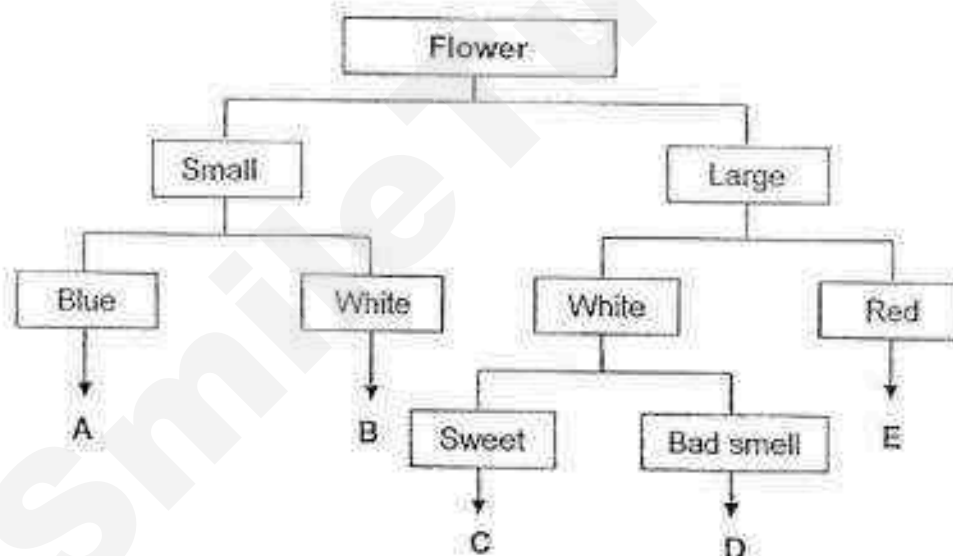 Flower
Small
Large
Blue
White
White
Red
A
B
Sweet
Bad smell
E
C
D